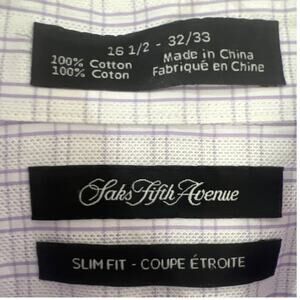 16 1/2 - 32/33
100% Cotton Made in China
100% Coton Fabriqué en Chine
Saks Fifth Avenue
SLIM FIT - COUPE ÉTROITE